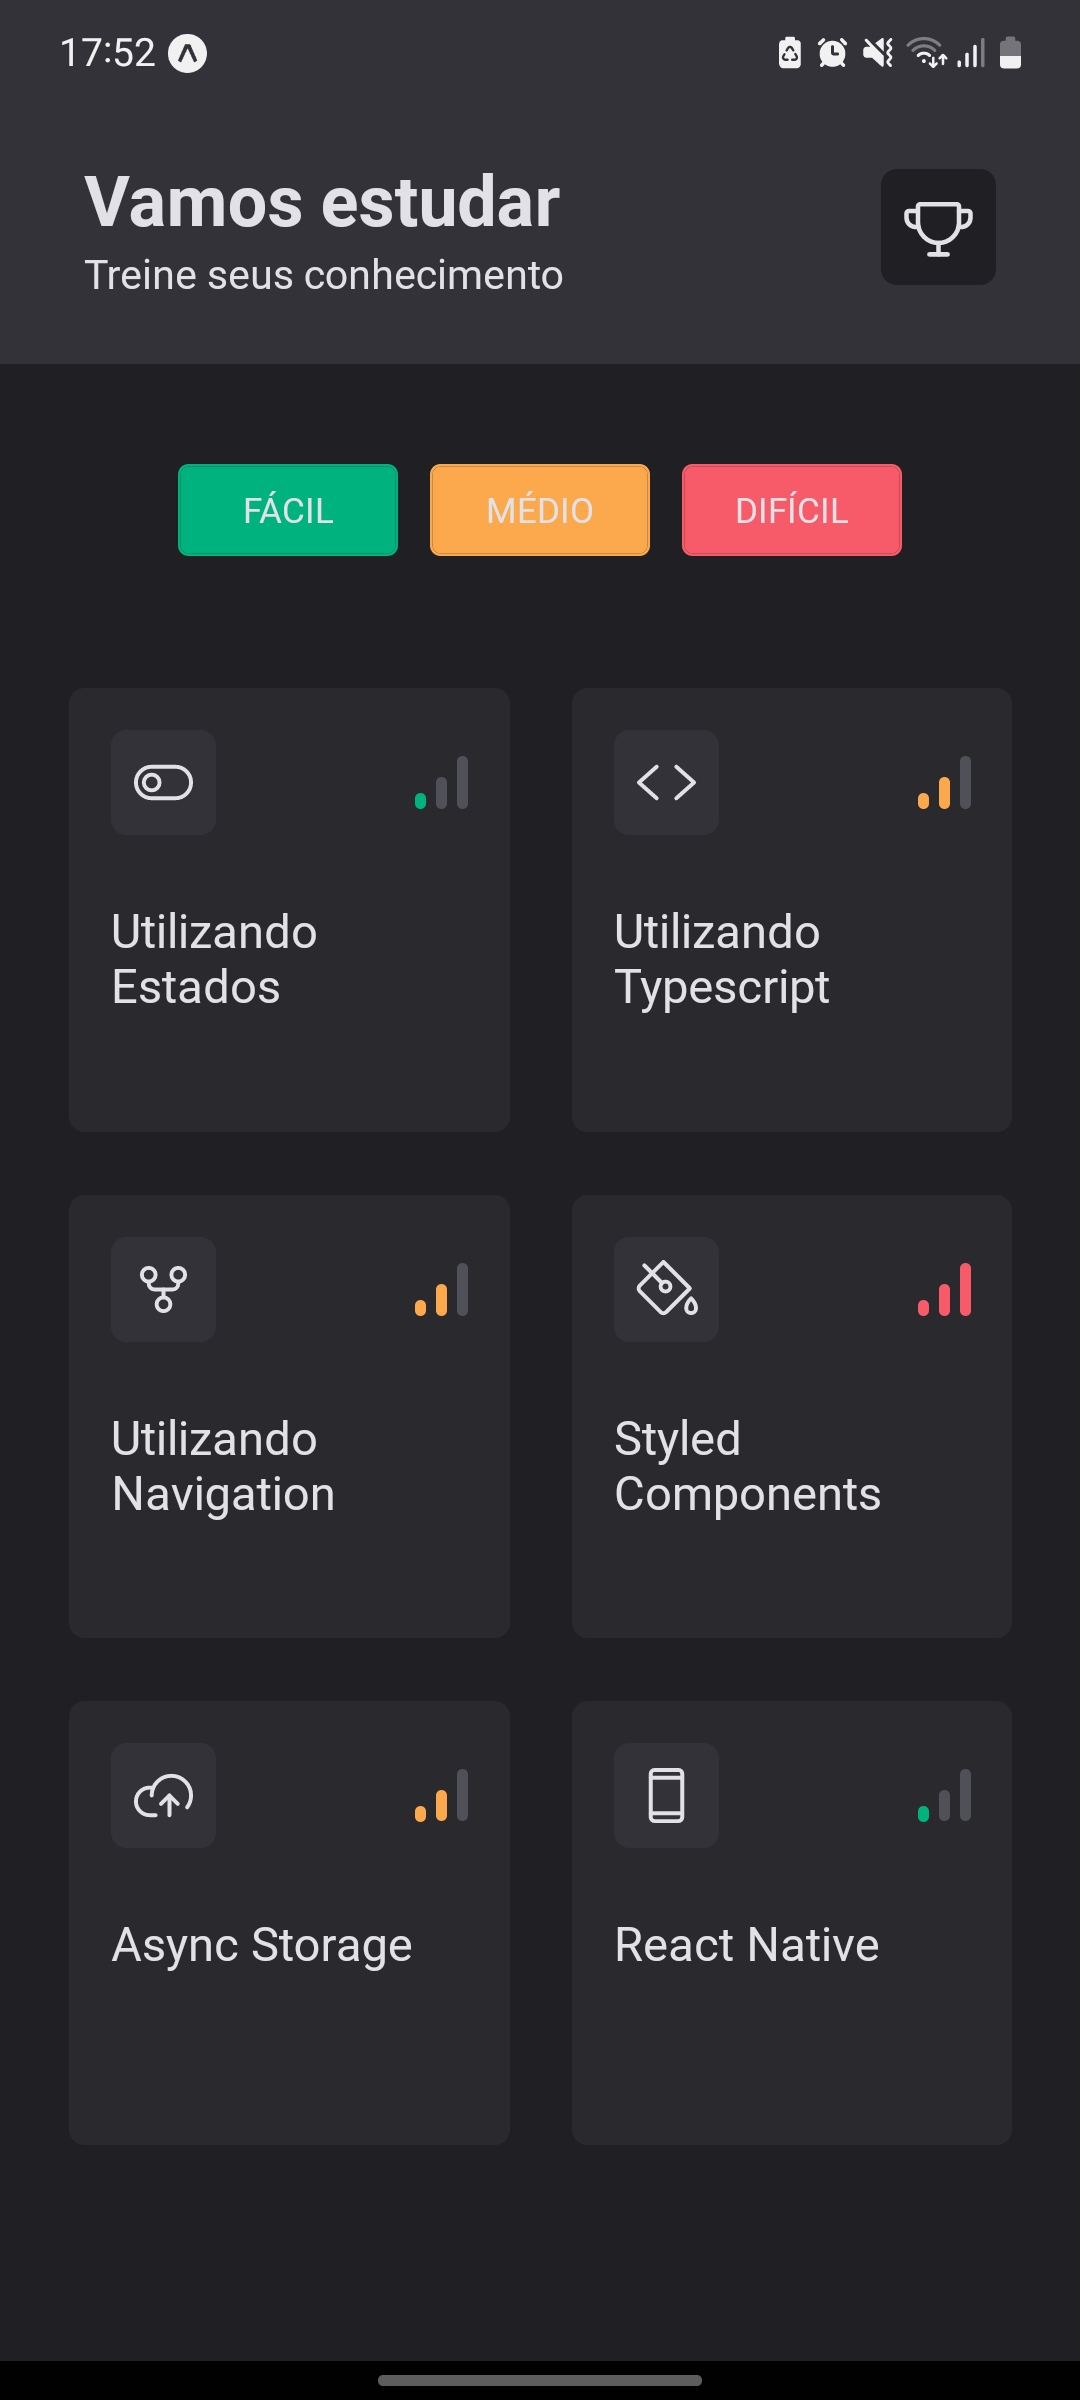 17:52
Vamos estudar
Treine seus conhecimento
FÁCIL
MÉDIO
DIFÍCIL
Utilizando
Estados
Utilizando
Typescript
Utilizando
Navigation
Styled
Components
Async Storage
React Native